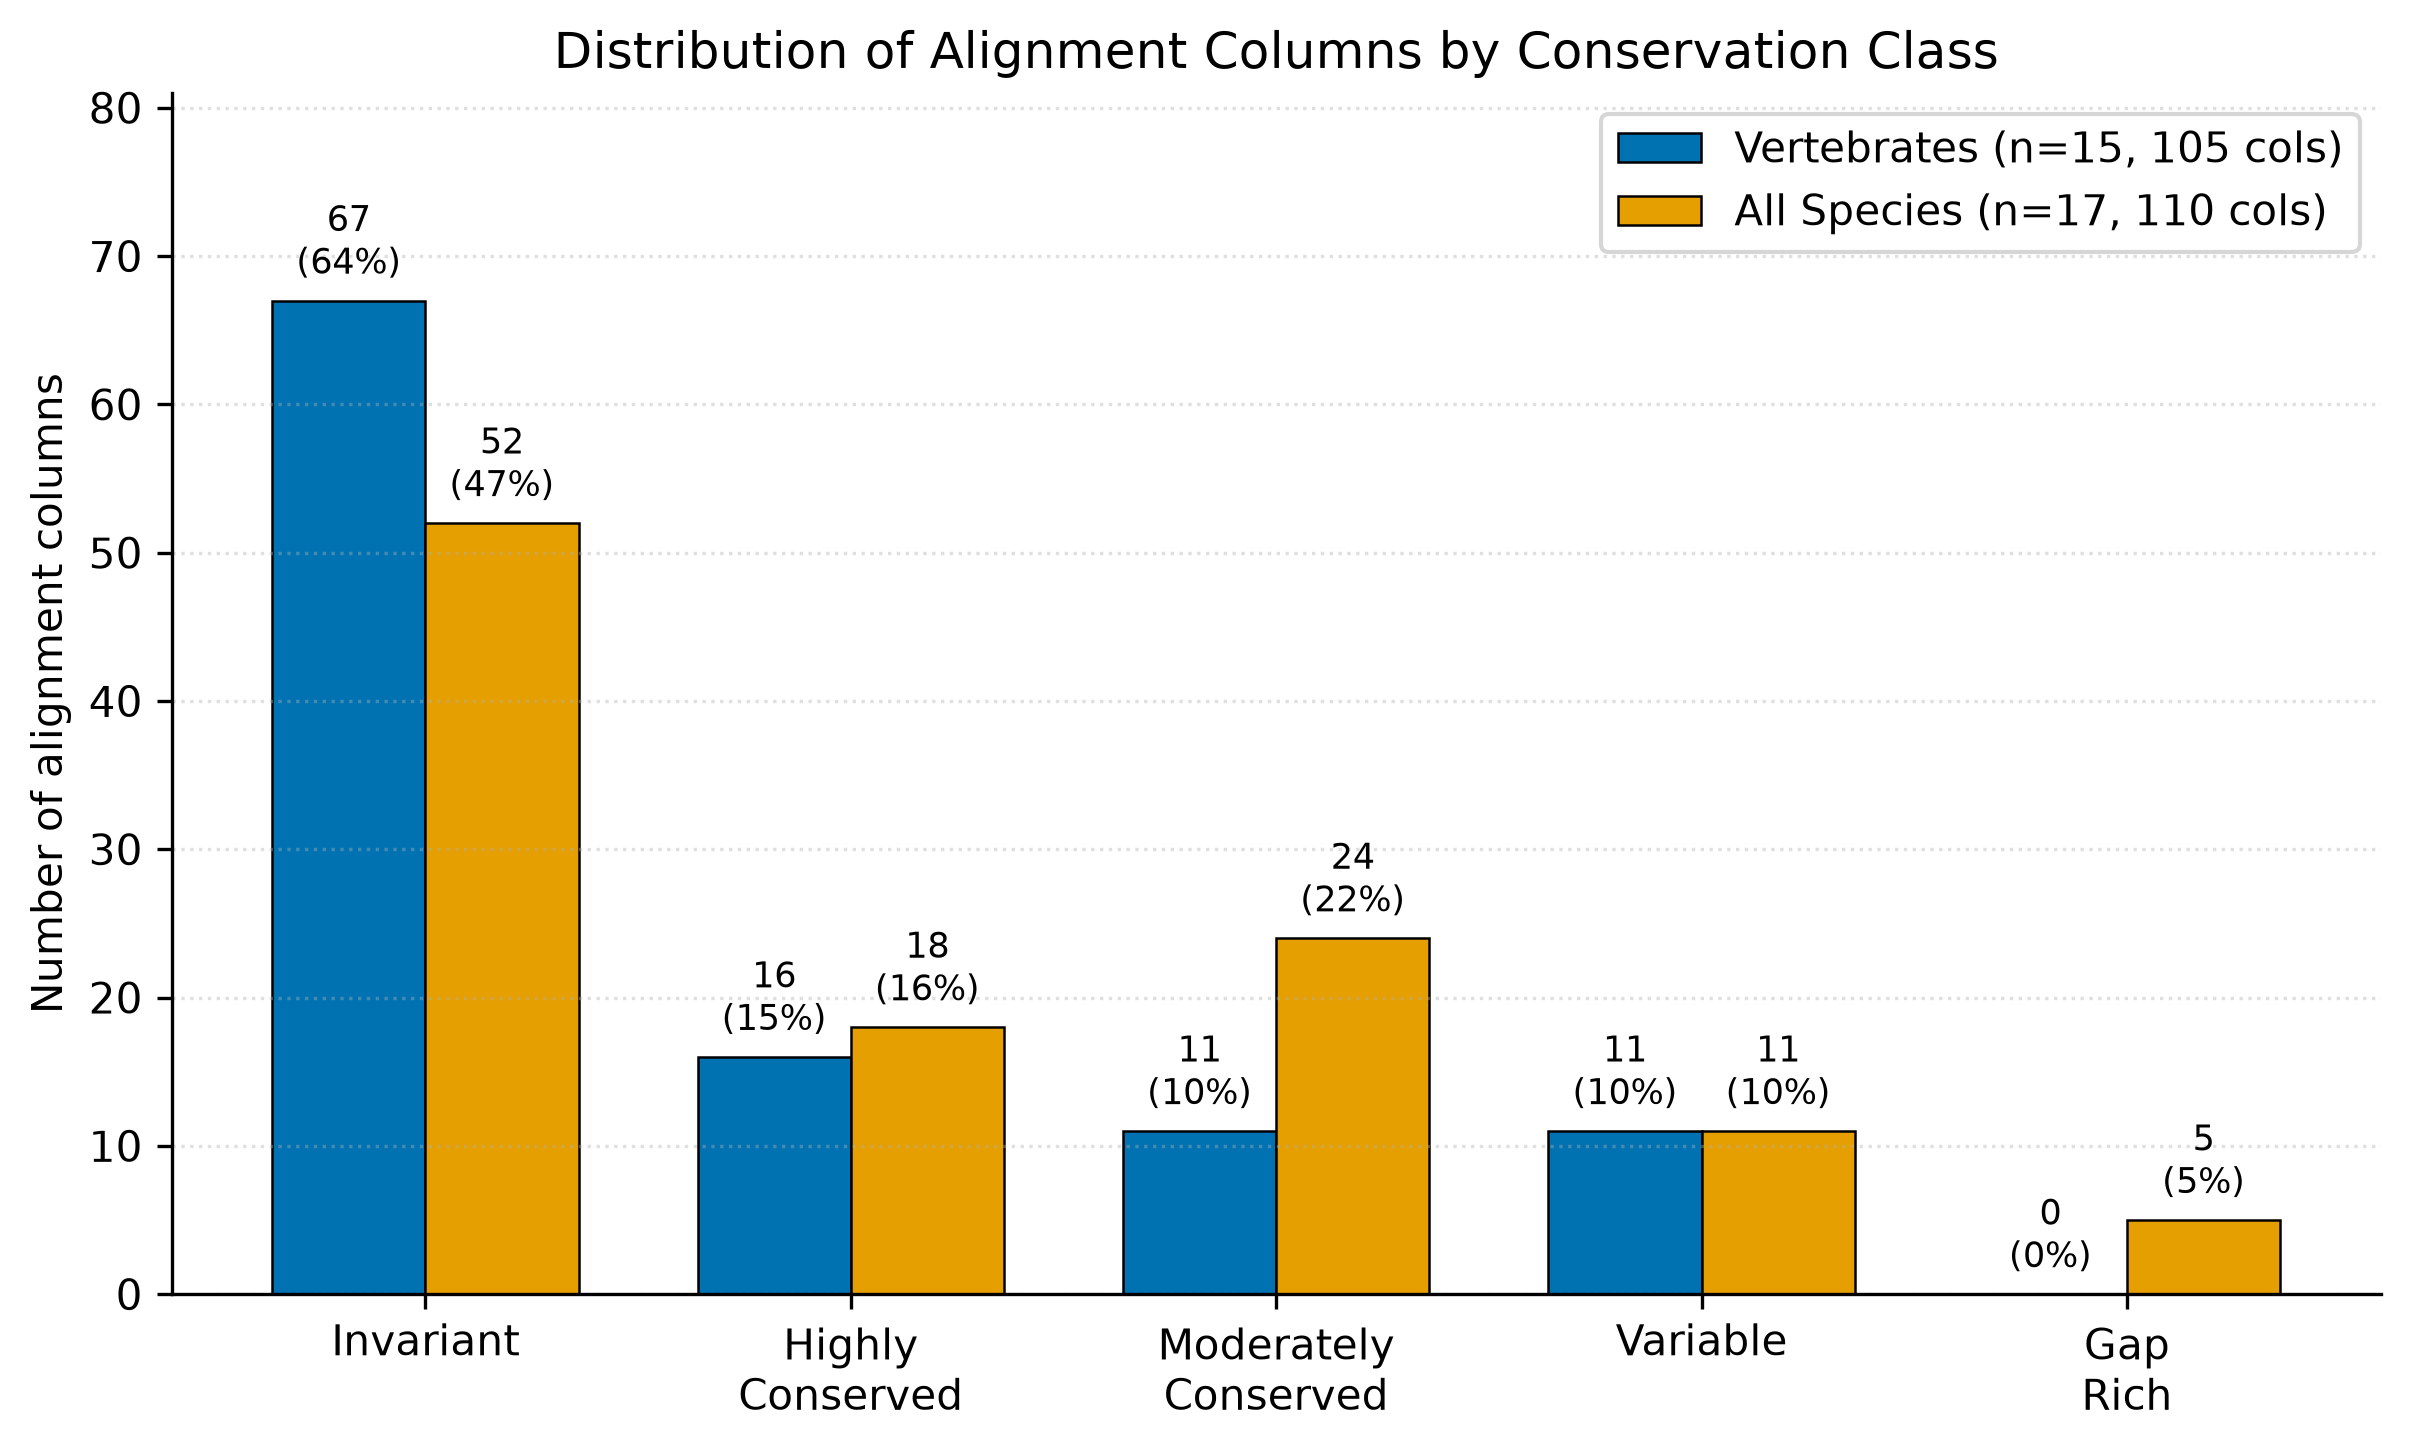 Distribution of Alignment Columns by Conservation Class
Number of alignment columns
80
70
60
50
40
30
20
10
0
Vertebrates (n=15, 105 cols)
All Species (n=17, 110 cols)
67
(64%)
52
(47%)
16
(15%)
18
(16%)
11
(10%)
24
(22%)
11
(10%)
11
(10%)
0
(0%)
5
(5%)
Invariant
Highly
Conserved
Moderately
Conserved
Variable
Gap
Rich